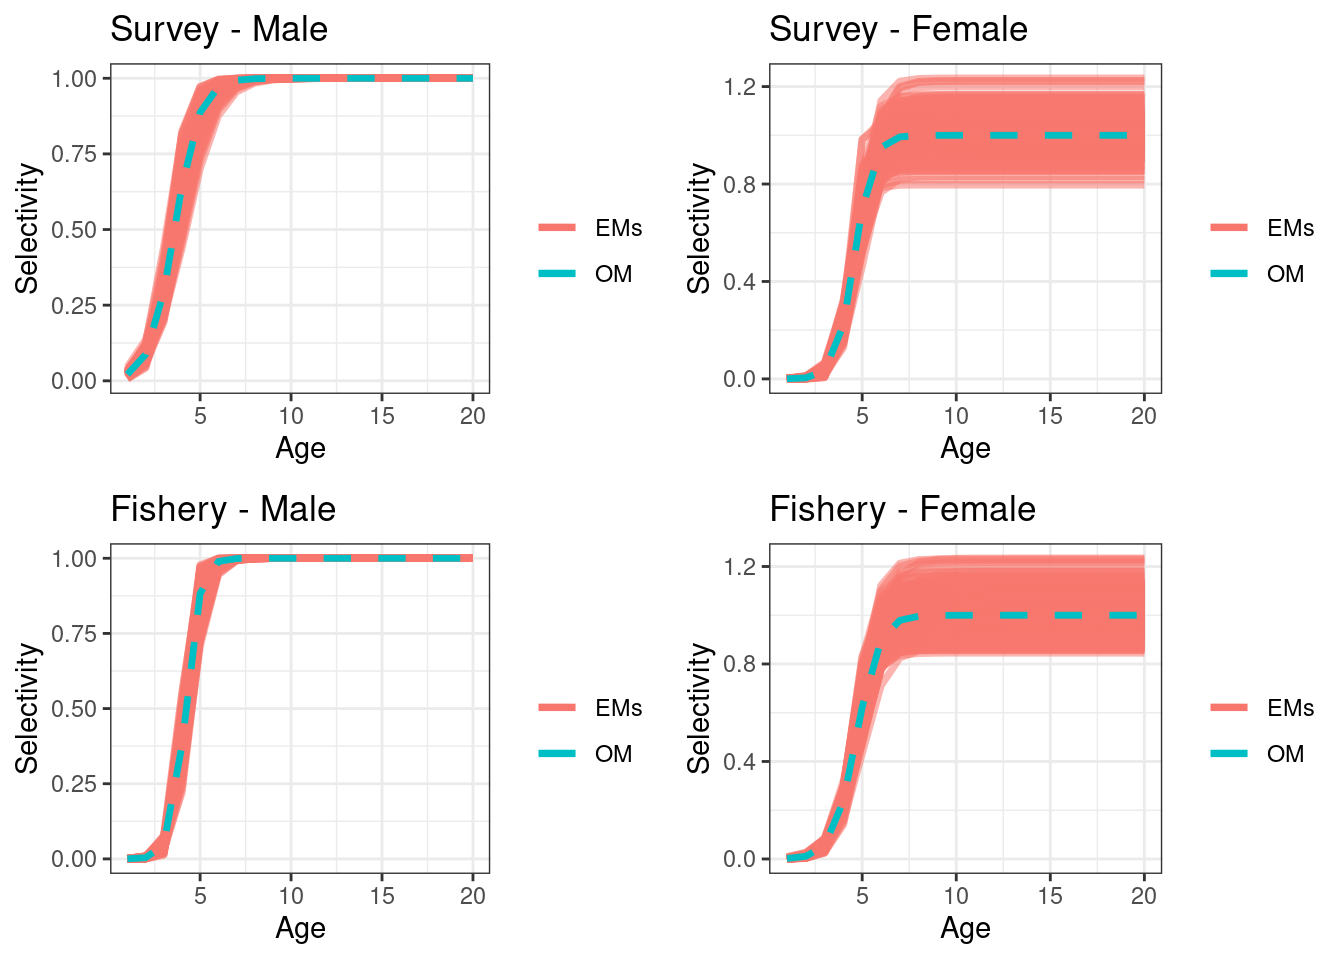 Survey - Male
Survey - Female
Selectivity
1.00
0.75
0.50
0.25
0.00
5 10 15 20
Age
EMs
OM
Selectivity
1.2
0.8
0.4
0.0
5 10 15 20
Age
EMs
OM
Fishery - Male
Fishery - Female
Selectivity
1.00
0.75
0.50
0.25
0.00
5 10 15 20
Age
EMs
OM
Selectivity
1.2
0.8
0.4
0.0
5 10 15 20
Age
EMs
OM